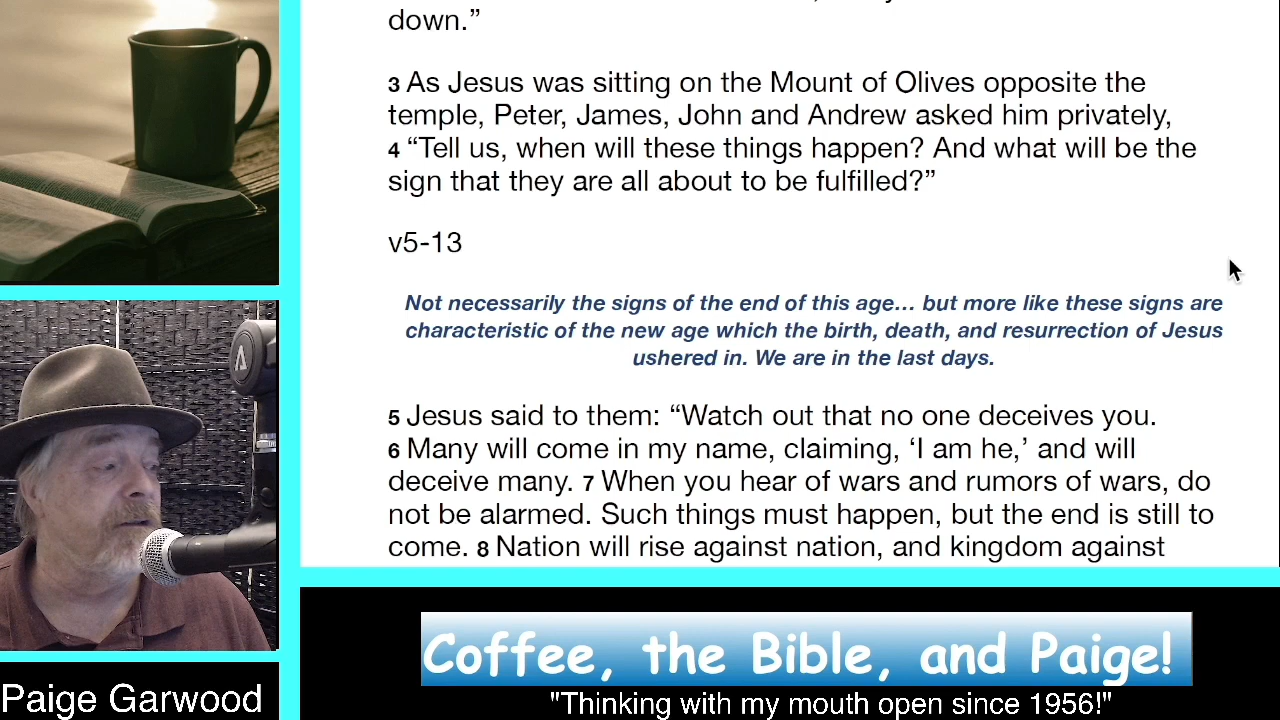 down.”
3 As Jesus was sitting on the Mount of Olives opposite the
temple, Peter, James, John and Andrew asked him privately,
4 “Tell us, when will these things happen? And what will be the
sign that they are all about to be fulfilled?”
v5-13
Not necessarily the signs of the end of this age... but more like these signs are
characteristic of the new age which the birth, death, and resurrection of Jesus
ushered in. We are in the last days.
5 Jesus said to them: “Watch out that no one deceives you.
6 Many will come in my name, claiming, ‘I am he,’ and will
deceive many. 7 When you hear of wars and rumors of wars, do
not be alarmed. Such things must happen, but the end is still to
come. 8 Nation will rise against nation, and kingdom against
Coffee, the Bible, and Paige!
"Thinking with my mouth open since 1956!"
Paige Garwood